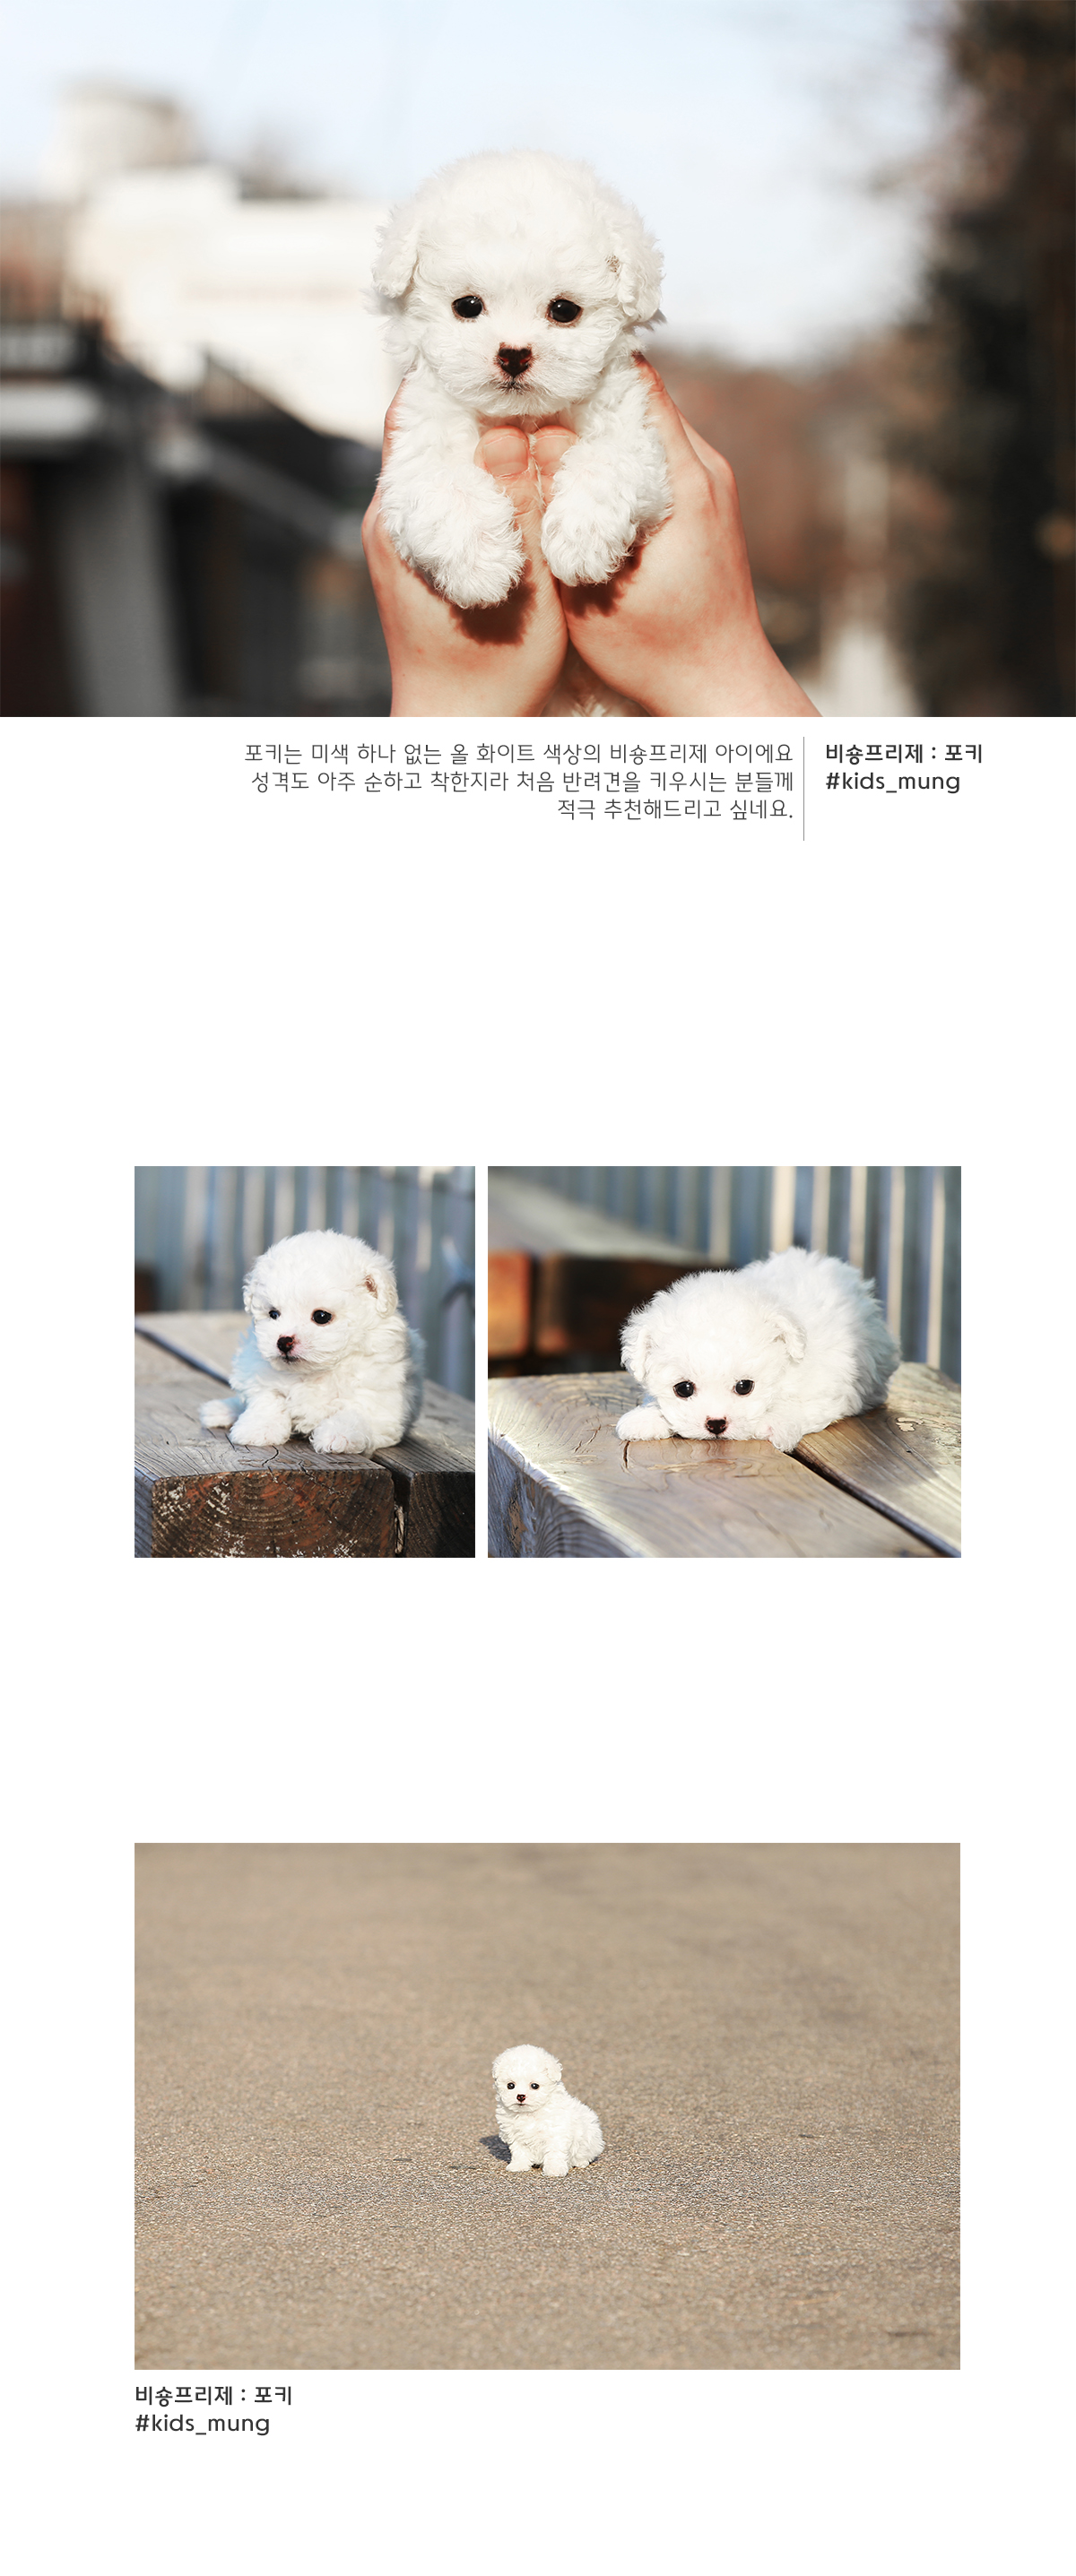 포키는 미색 하나 없는 올 화이트 색상의 비숑프리제 아이에요
성격도 아주 순하고 착한지라 처음 반려견을 키우시는 분들께
적극 추천해드리고 싶네요.
비숑프리제 : 포키
#kids_mung
비숑프리제 : 포키
#kids_mung